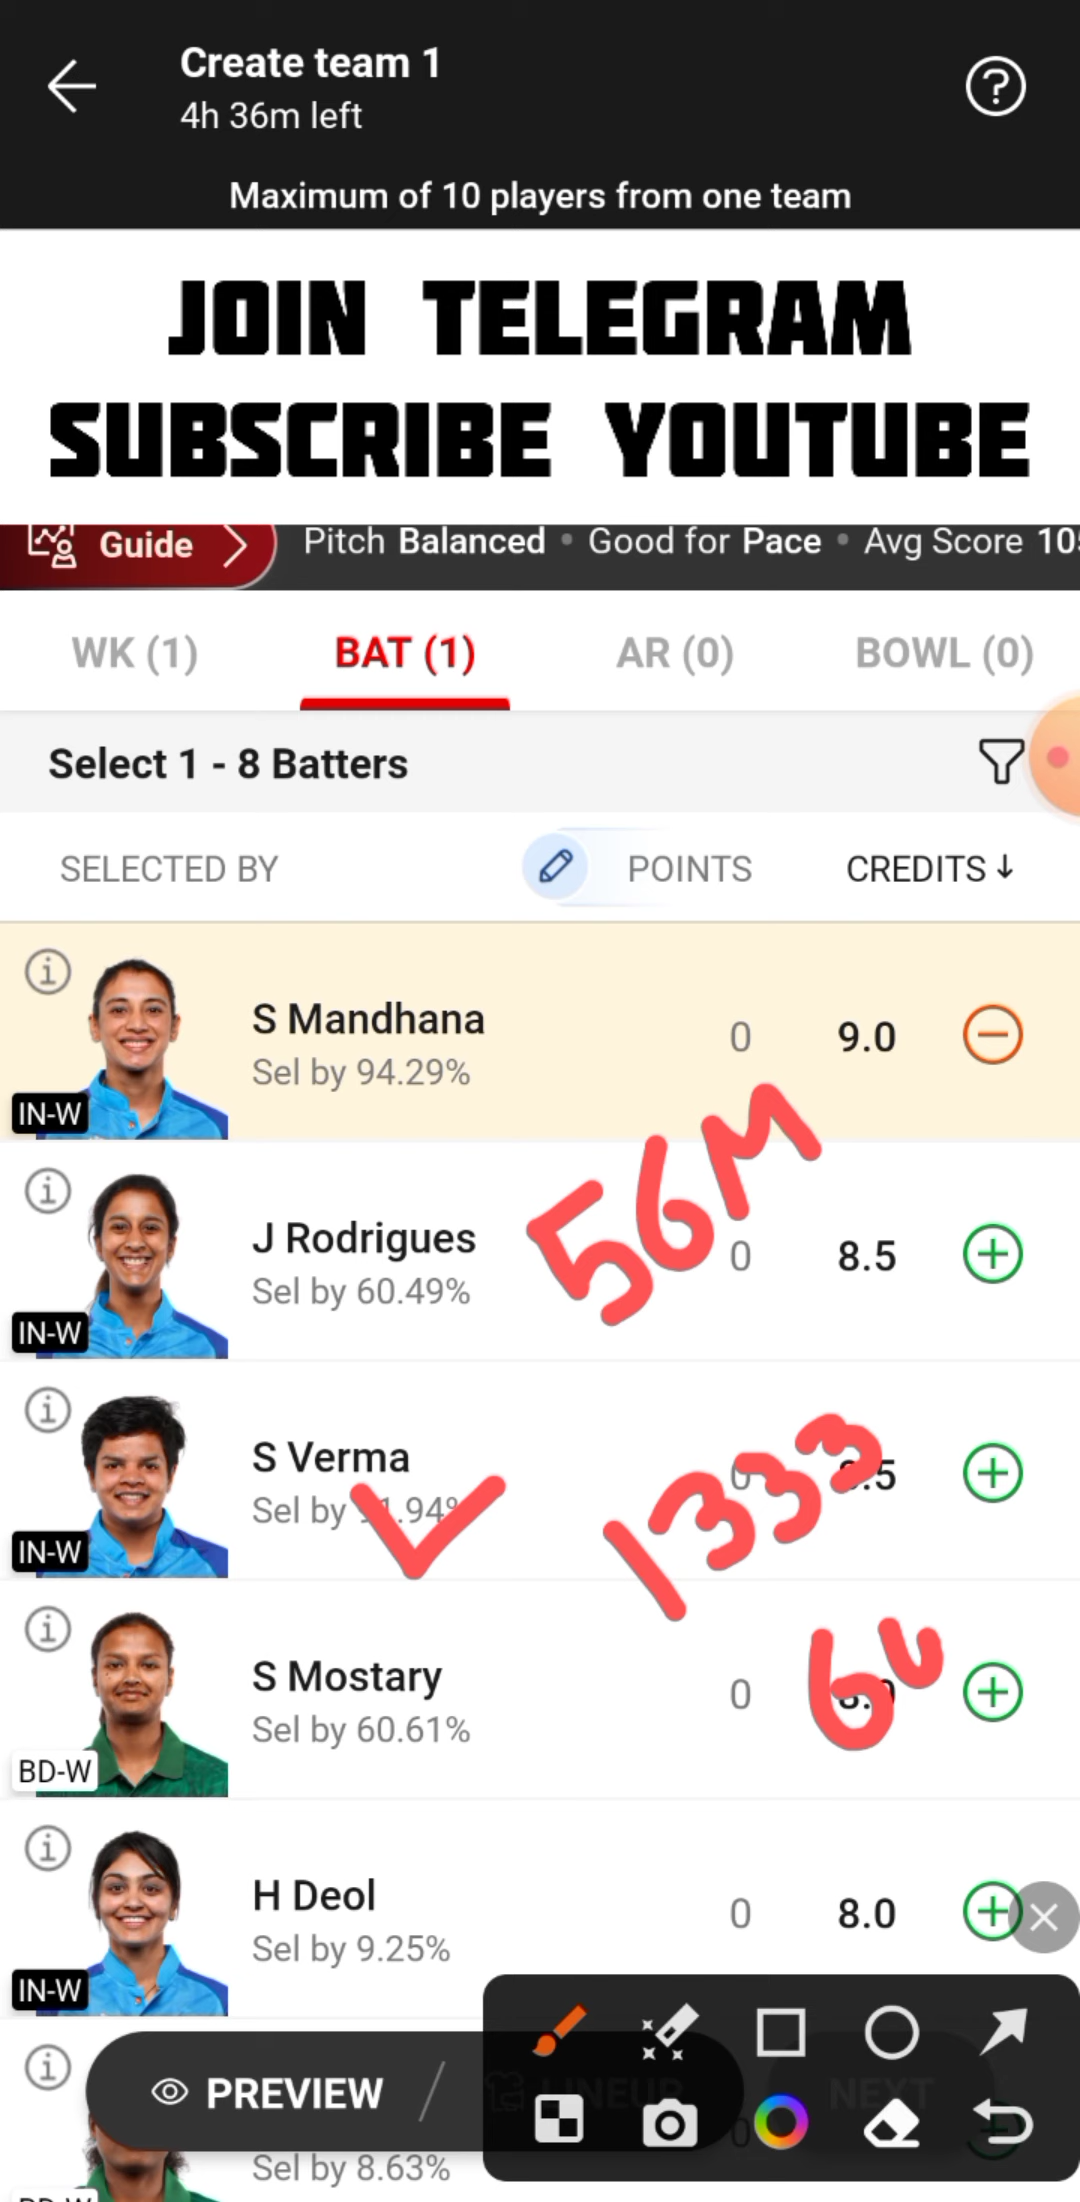 Create team 1
4h 36m left
Maximum of 10 players from one team
JOIN TELEGRAM
SUBSCRIBE YOUTUBE
Guide Pitch Balanced • Good for Pace • Avg Score
WK (1) BAT (1) AR (0) BOWL (0)
Select 1 - 8 Batters
SELECTED BY POINTS CREDITS↓
S Mandhana
Sel by 94.29%
0 9.0
IN-W
56M
J Rodrigues
Sel by 60.49%
0 8.5
IN-W
S Verma
Sel by
1333
IN-W
S Mostary
Sel by 60.61%
0
BD-W
H Deol
Sel by 9.25%
0 8.0
IN-W
PREVIEW / LINEUP NEXT
Sel by 8.63%